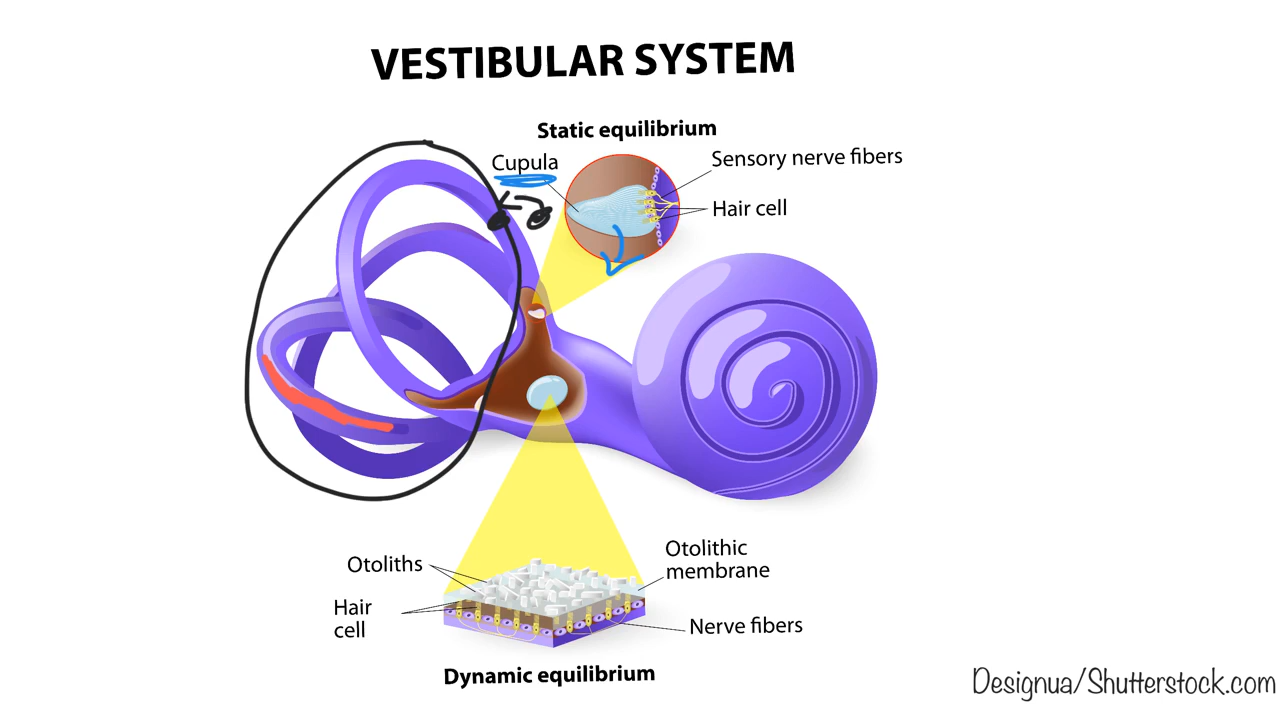 VESTIBULAR SYSTEM
Static equilibrium
Cupula
Sensory nerve fibers
Hair cell
Otoliths
Otolithic
membrane
Hair
cell
Nerve fibers
Dynamic equilibrium
Designua/Shutterstock.com